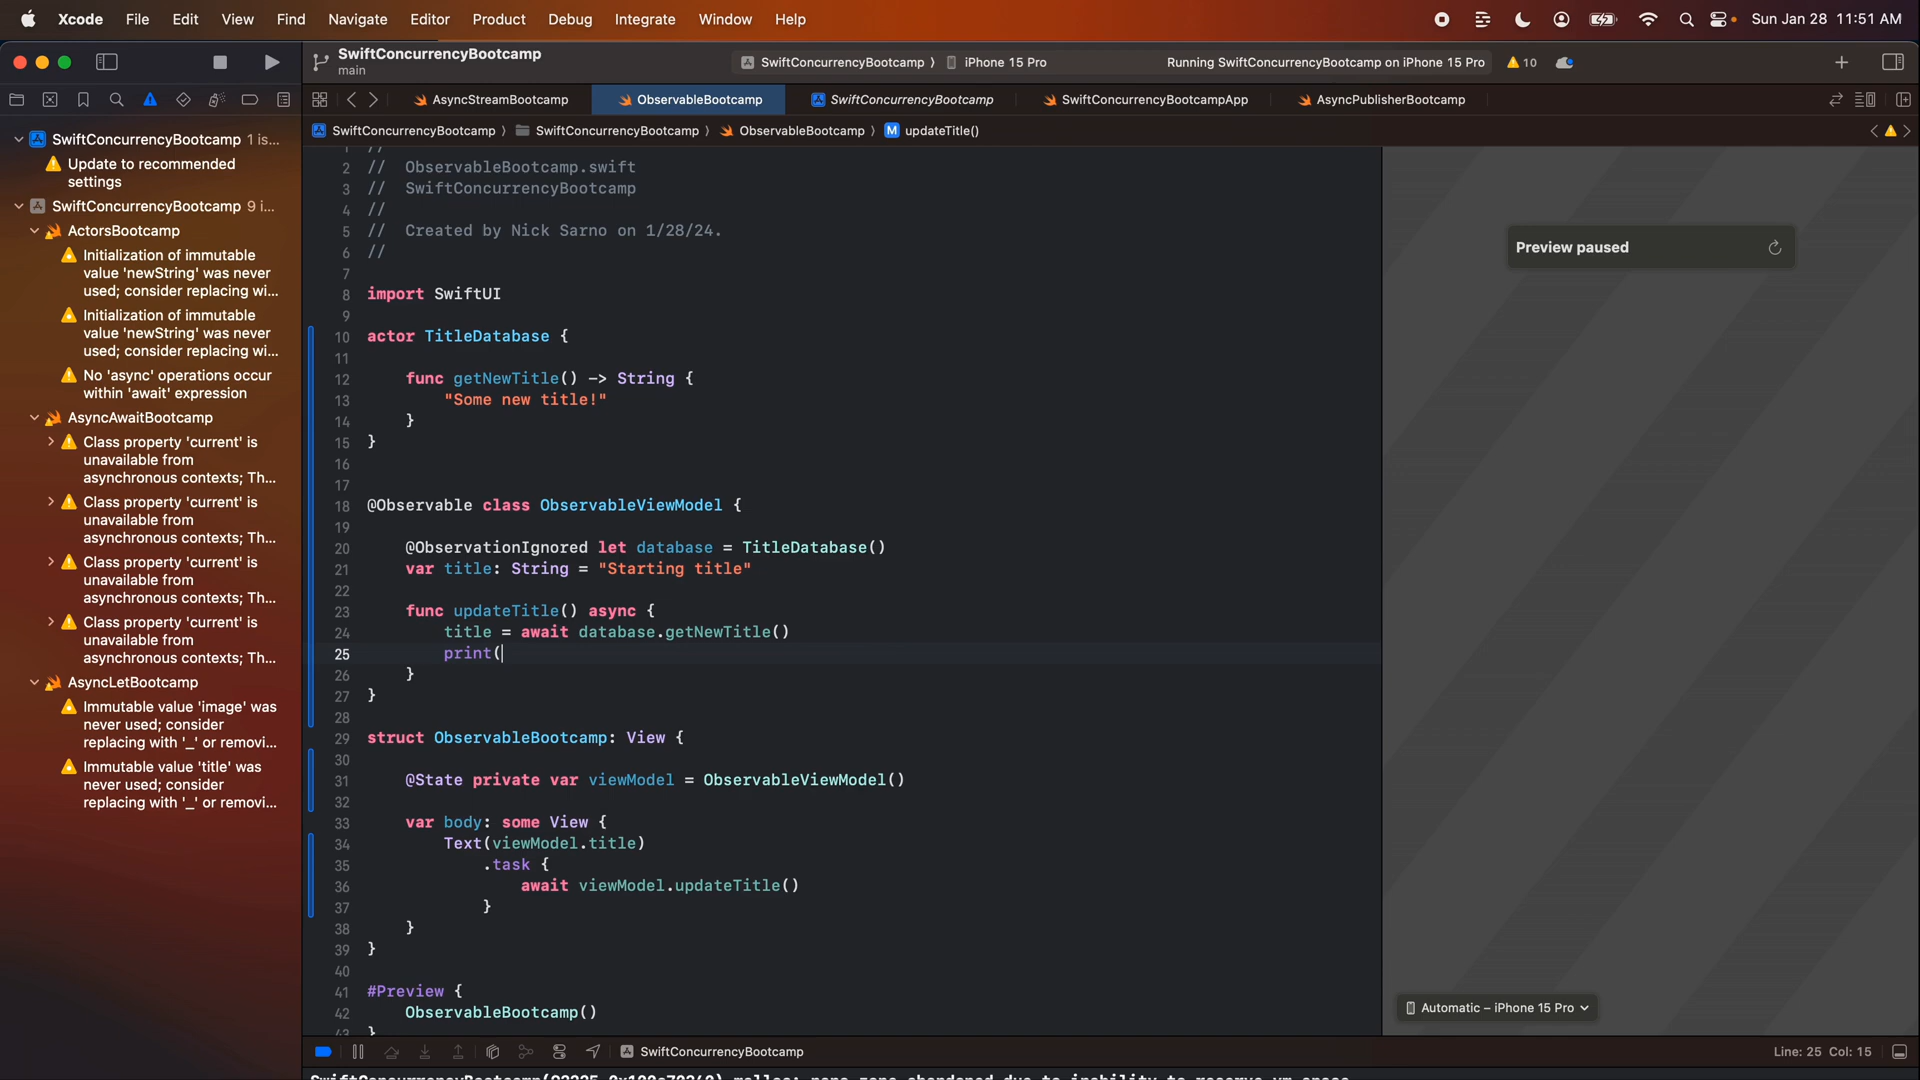 Xcode File Edit View Find Navigate Editor Product Debug Integrate Window Help Sun Jan 28 11:51 AM
SwiftConcurrencyBootcamp
main
SwiftConcurrencyBootcamp 〉 iPhone 15 Pro Running SwiftConcurrencyBootcamp on iPhone 15 Pro 10
AsyncStreamBootcamp ObservableBootcamp SwiftConcurrencyBootcamp SwiftConcurrencyBootcampApp AsyncPublisherBootcamp
SwiftConcurrencyBootcamp 〉 SwiftConcurrencyBootcamp 〉 ObservableBootcamp 〉 M updateTitle()
SwiftConcurrencyBootcamp 1 is...
Update to recommended
settings
SwiftConcurrencyBootcamp 9 i...
ActorsBootcamp
Initialization of immutable
value 'newString' was never
used; consider replacing wi...
Initialization of immutable
value 'newString' was never
used; consider replacing wi...
No 'async' operations occur
within 'await' expression
AsyncAwaitBootcamp
Class property 'current' is
unavailable from
asynchronous contexts; Th...
Class property 'current' is
unavailable from
asynchronous contexts; Th...
Class property 'current' is
unavailable from
asynchronous contexts; Th...
Class property 'current' is
unavailable from
asynchronous contexts; Th...
AsyncLetBootcamp
Immutable value 'image' was
never used; consider
replacing with '_' or removi...
Immutable value 'title' was
never used; consider
replacing with '_' or removi...
1 //
2 // ObservableBootcamp.swift
3 // SwiftConcurrencyBootcamp
4 //
5 // Created by Nick Sarno on 1/28/24.
6 //
7
8 import SwiftUI
9
10 actor TitleDatabase {
11
12 func getNewTitle() -> String {
13 "Some new title!"
14 }
15 }
16
17
18 @Observable class ObservableViewModel {
19
20 @ObservationIgnored let database = TitleDatabase()
21 var title: String = "Starting title"
22
23 func updateTitle() async {
24 title = await database.getNewTitle()
25 print(
26 }
27 }
28
29 struct ObservableBootcamp: View {
30
31 @State private var viewModel = ObservableViewModel()
32
33 var body: some View {
34 Text(viewModel.title)
35 .task {
36 await viewModel.updateTitle()
37 }
38 }
39 }
40
41 #Preview {
42 ObservableBootcamp()
43 }
Preview paused
Automatic – iPhone 15 Pro
SwiftConcurrencyBootcamp Line: 25 Col: 15